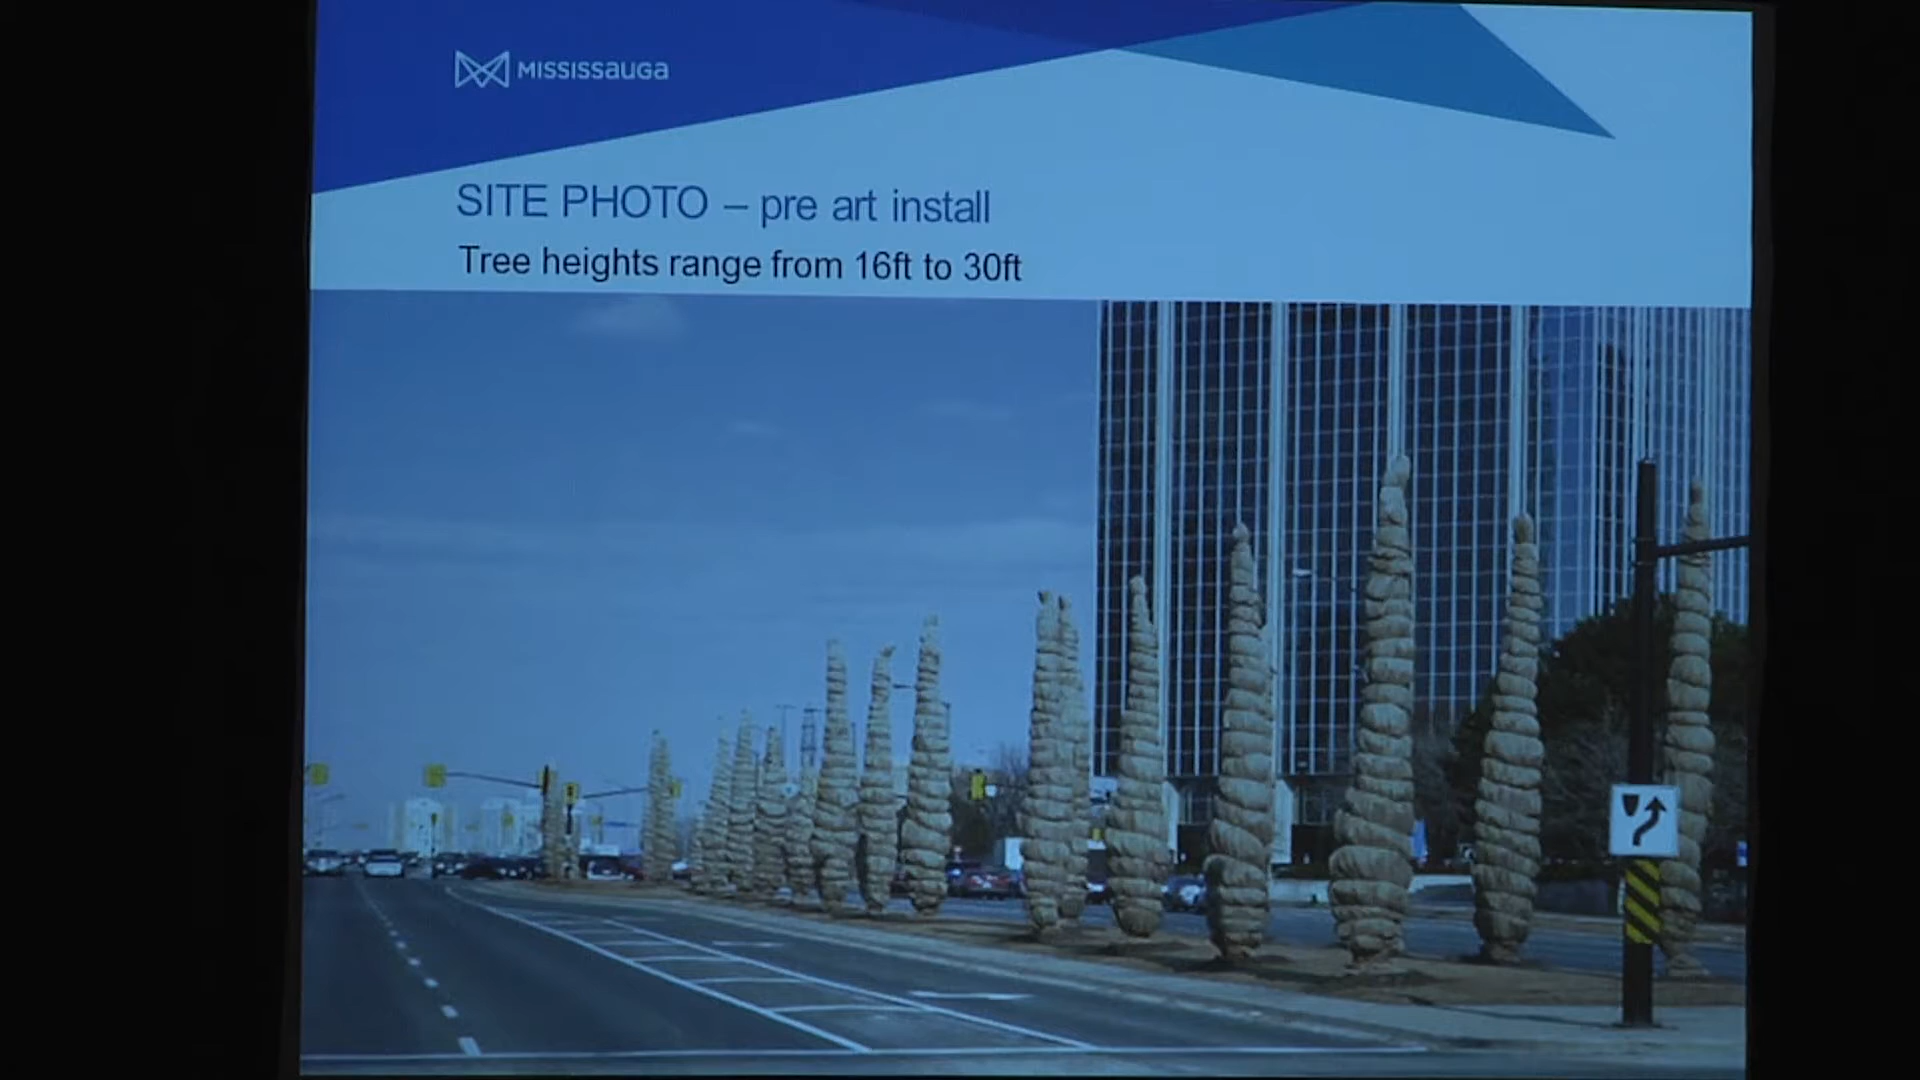 MISSISSAUGA
SITE PHOTO – pre art install
Tree heights range from 16ft to 30ft